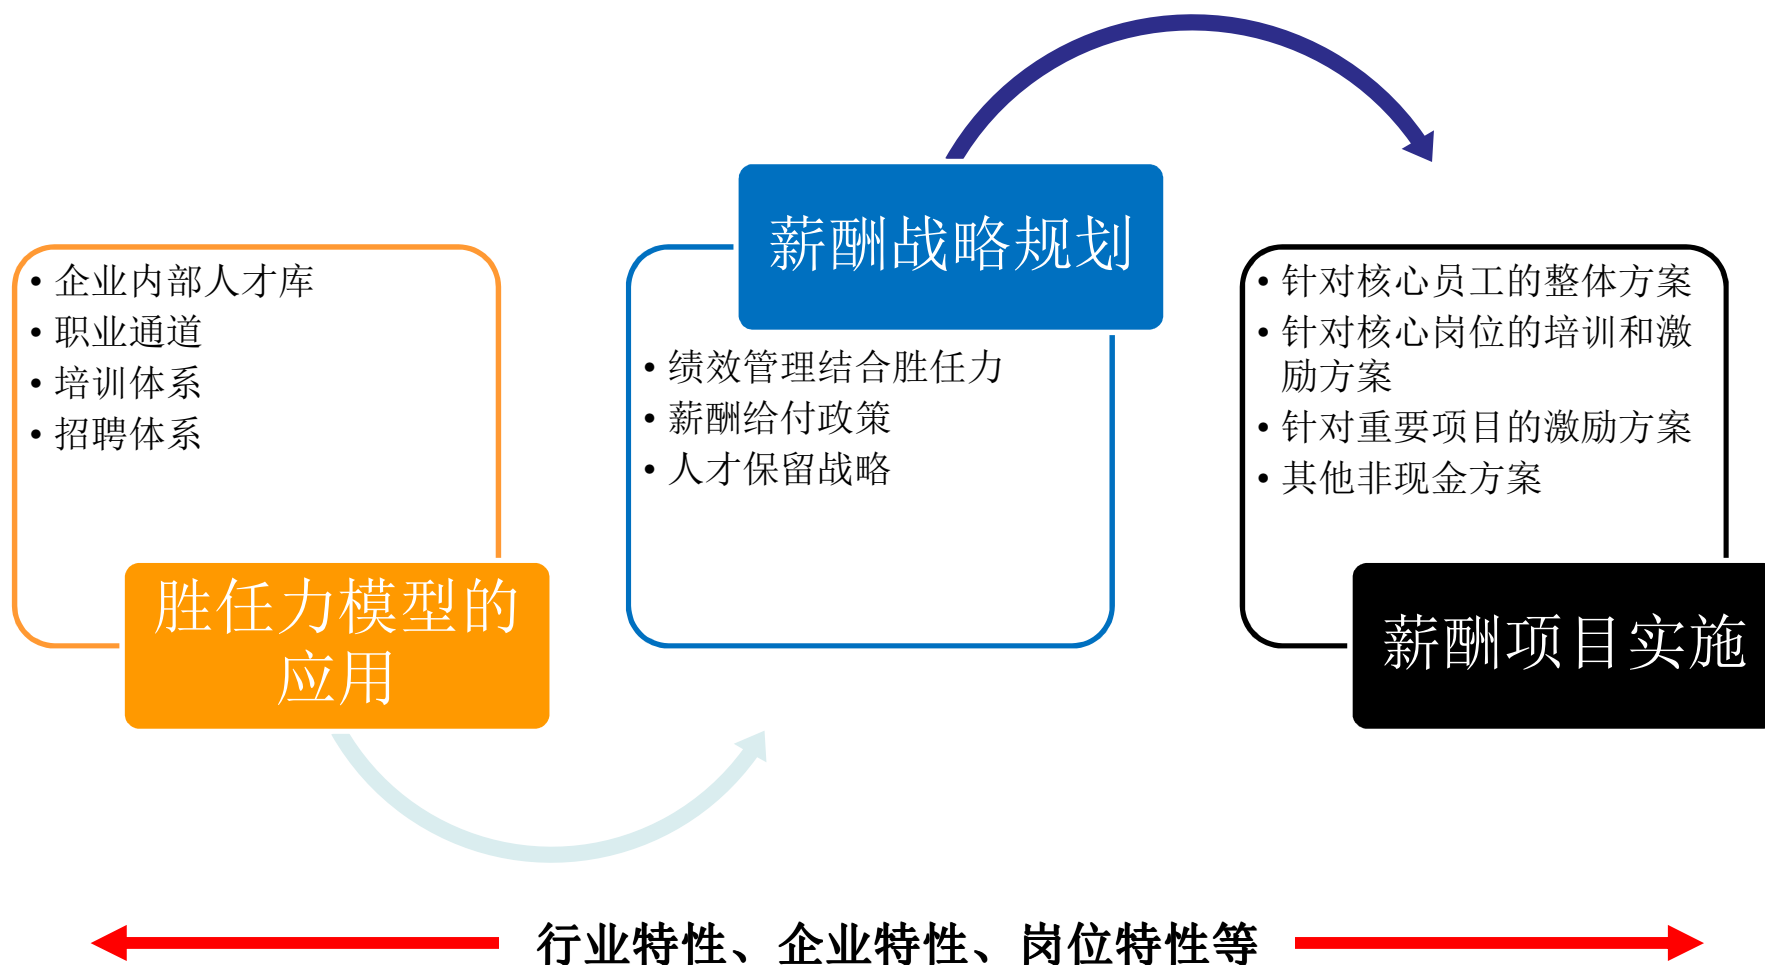 • 企业内部人才库
• 职业通道
• 培训体系
• 招聘体系
胜任力模型的
应用
薪酬战略规划
• 绩效管理结合胜任力
• 薪酬给付政策
• 人才保留战略
• 针对核心员工的整体方案
• 针对核心岗位的培训和激
励方案
• 针对重要项目的激励方案
• 其他非现金方案
薪酬项目实施
行业特性、企业特性、岗位特性等